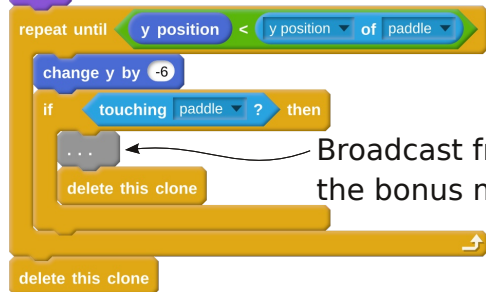 repeat until y position < y position of paddle
change y by -6
if touching paddle ? then
...
Broadcast
delete this clone
the bonus
delete this clone